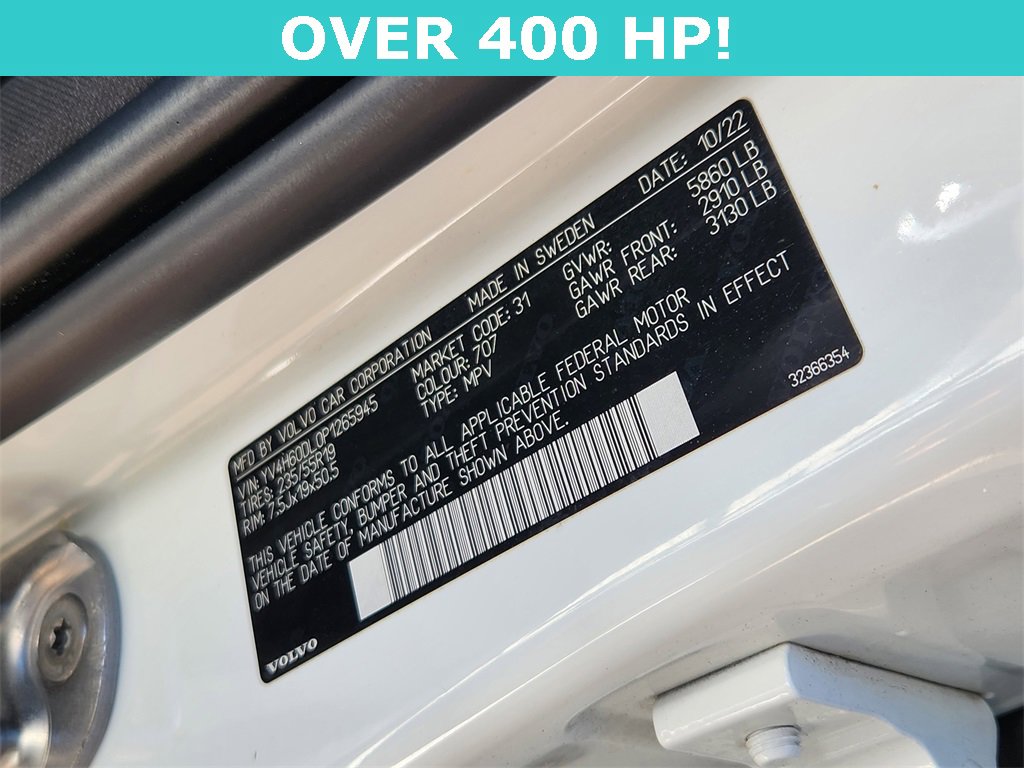 OVER 400 HP!
MFD BY VOLVO CAR CORPORATION MADE IN SWEDEN DATE: 10/22
VIN: YV4H60DL0P1265945 MARKET CODE: 31 GVWR: 5860 LB
TIRES: 235/55R19 COLOUR: 707 GAWR FRONT: 2910 LB
RIM: 7.5Jx19x50.5 TYPE: MPV GAWR REAR: 3130 LB
THIS VEHICLE CONFORMS TO ALL APPLICABLE FEDERAL MOTOR
VEHICLE SAFETY, BUMPER AND THEFT PREVENTION STANDARDS IN EFFECT
ON THE DATE OF MANUFACTURE SHOWN ABOVE.
32366354
VOLVO